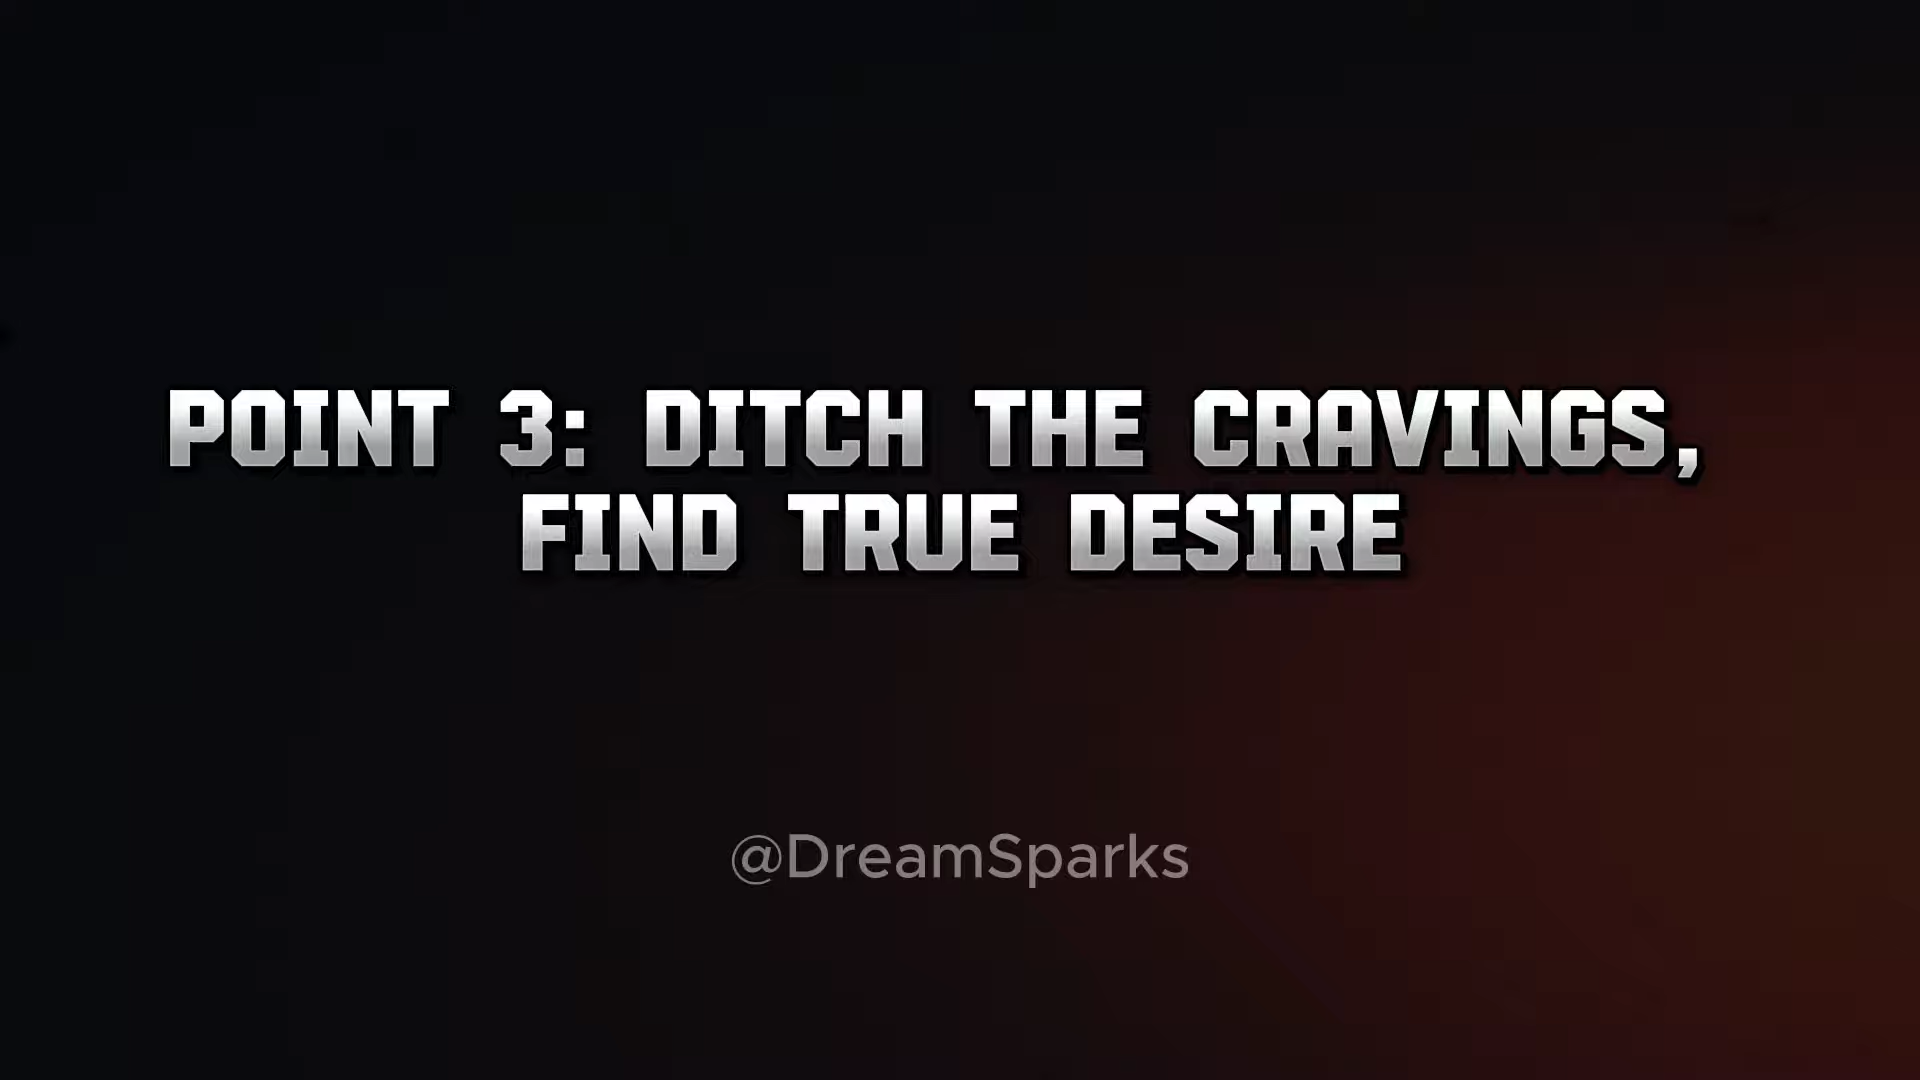 POINT 3: DITCH THE CRAVINGS,
FIND TRUE DESIRE
@DreamSparks